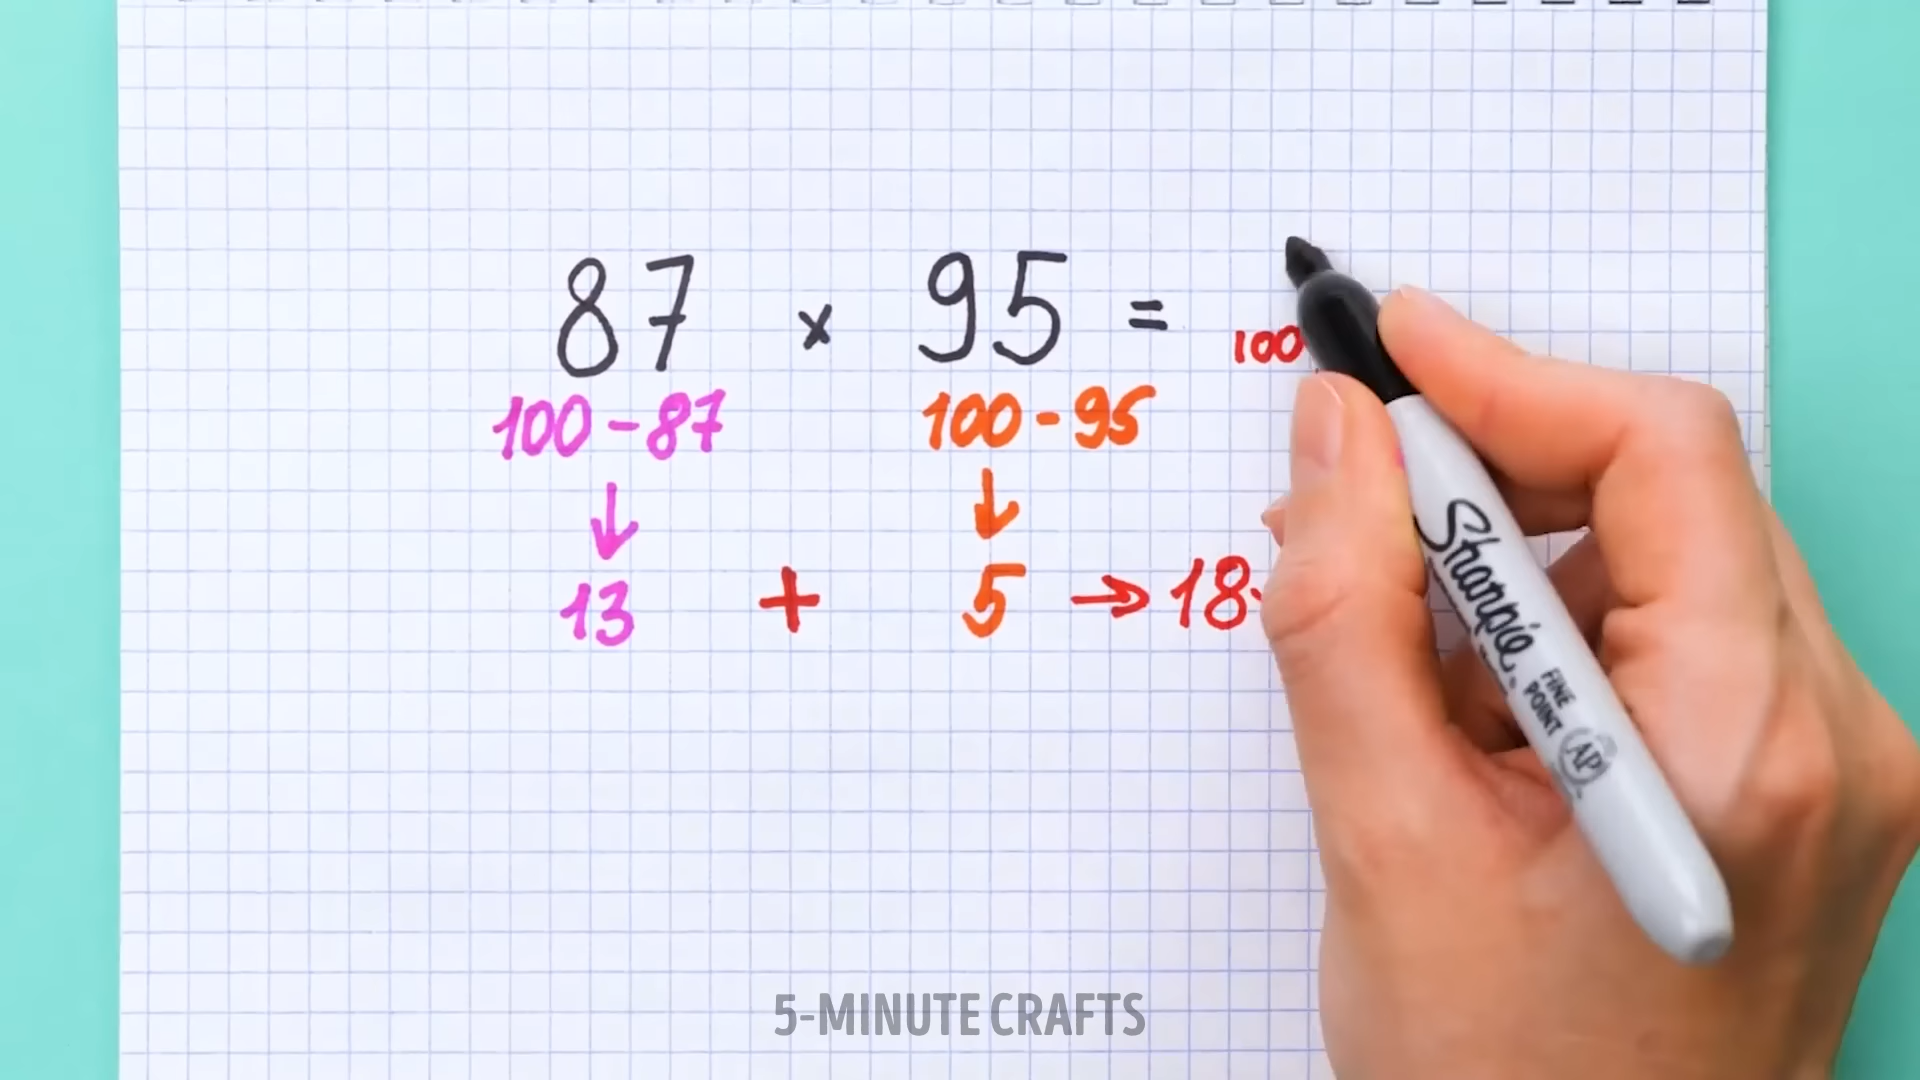 87 x 95 =
100
100-87
100-95
↓
↓
13 + 5 → 18
Sharpie
FINE
POINT
AP
5-MINUTE CRAFTS